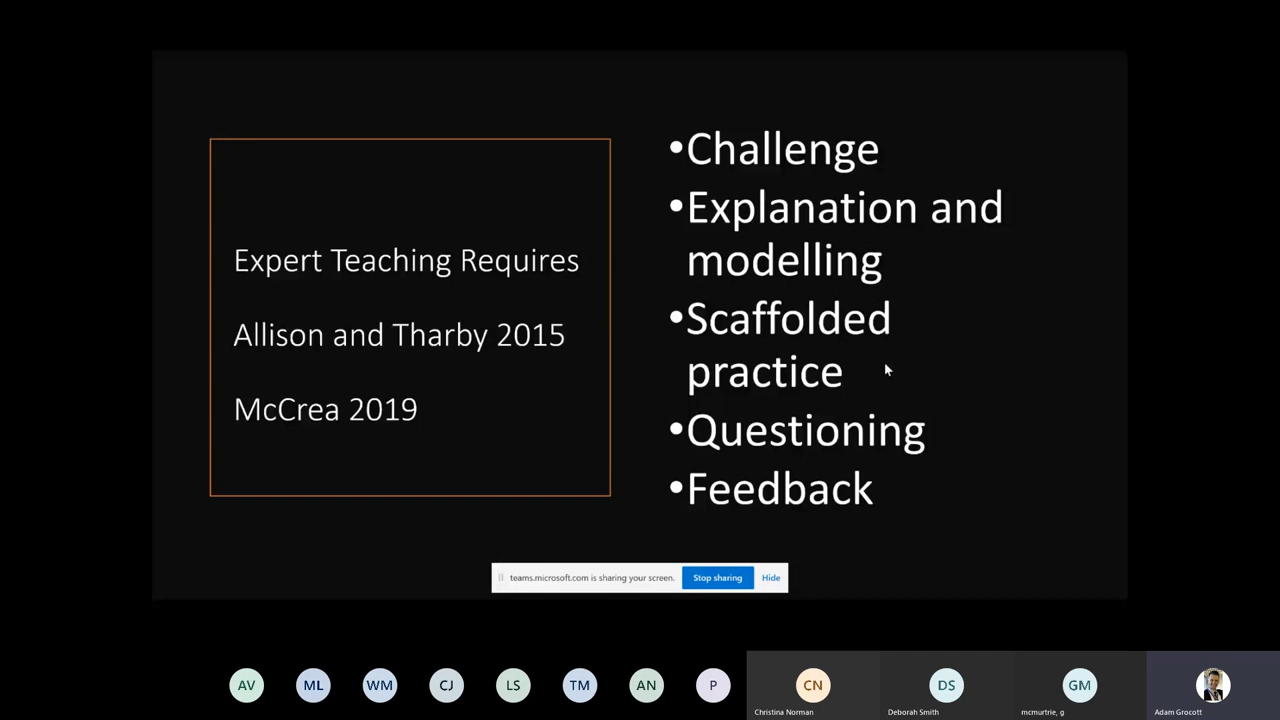 Expert Teaching Requires
Allison and Tharby 2015
McCrea 2019
•Challenge
•Explanation and
modelling
•Scaffolded
practice
•Questioning
•Feedback
teams.microsoft.com is sharing your screen.
Stop sharing
Hide
AV
ML
WM
CJ
LS
TM
AN
P
CN
DS
GM
Christina Norman
Deborah Smith
mcmurtrie, g
Adam Grocott